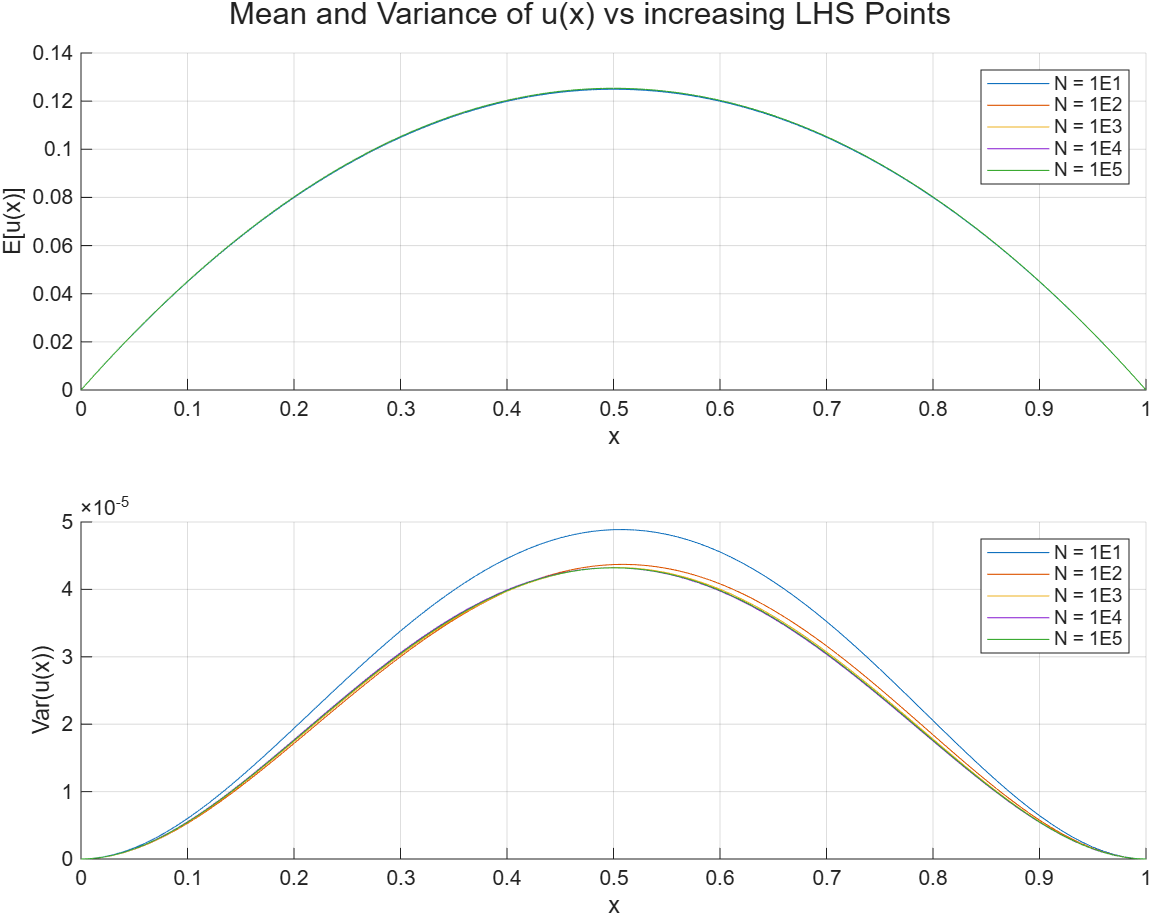 Mean and Variance of u(x) vs increasing LHS Points
0.14
0.12
0.1
0.08
0.06
0.04
0.02
0
E[u(x)]
N = 1E1
N = 1E2
N = 1E3
N = 1E4
N = 1E5
0 0.1 0.2 0.3 0.4 0.5 0.6 0.7 0.8 0.9 1
x
×10⁻⁵
5
4
3
2
1
0
Var(u(x))
N = 1E1
N = 1E2
N = 1E3
N = 1E4
N = 1E5
0 0.1 0.2 0.3 0.4 0.5 0.6 0.7 0.8 0.9 1
x